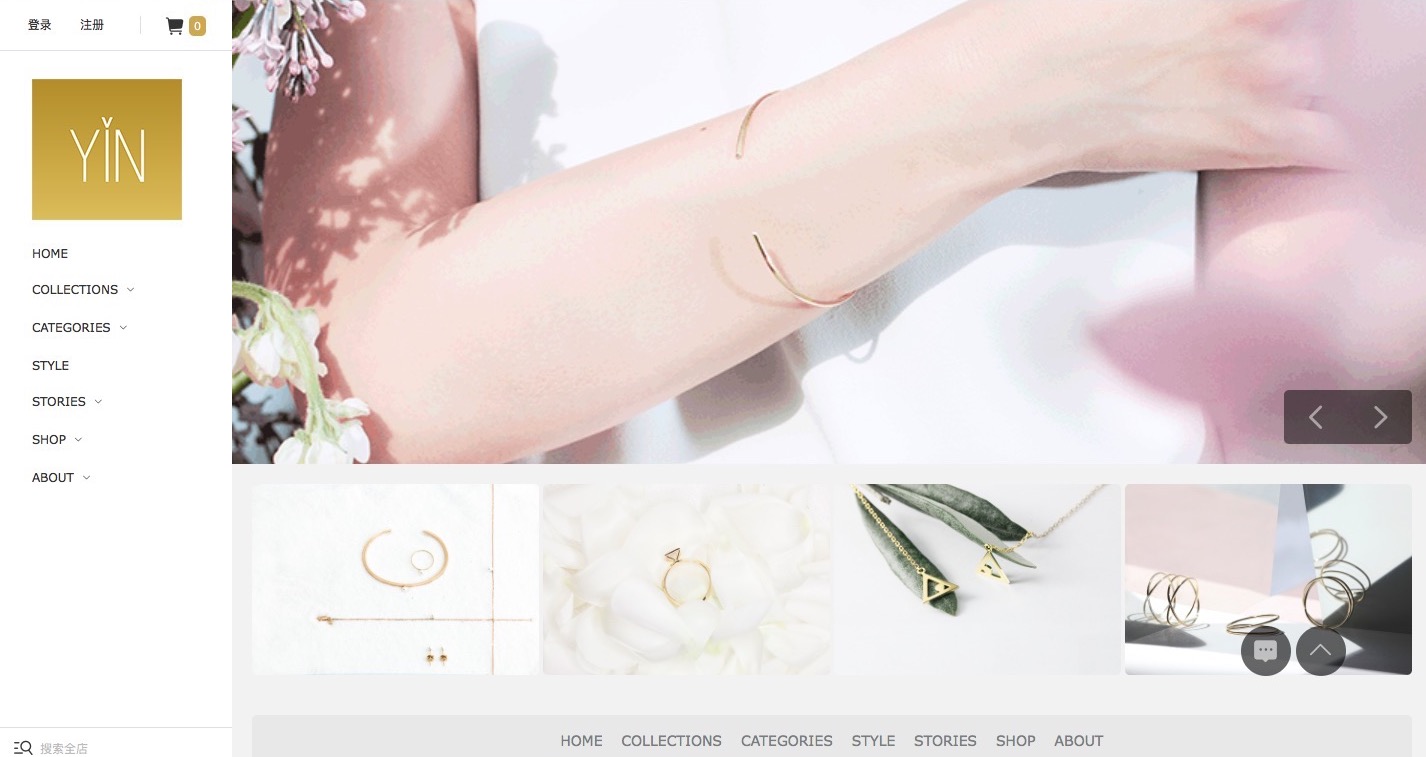 登录 注册 0
YǏN
HOME
COLLECTIONS
CATEGORIES
STYLE
STORIES
SHOP
ABOUT
搜索全店
HOME COLLECTIONS CATEGORIES STYLE STORIES SHOP ABOUT